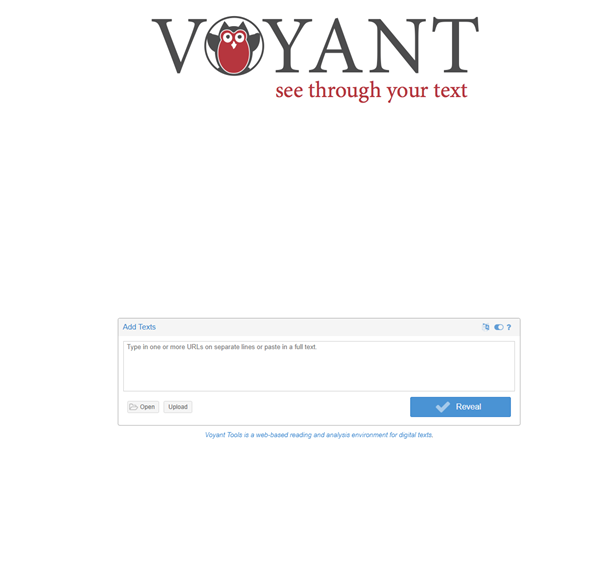 VOYANT
see through your text
Add Texts
?
Type in one or more URLs on separate lines or paste in a full text.
Open Upload Reveal
Voyant Tools is a web-based reading and analysis environment for digital texts.